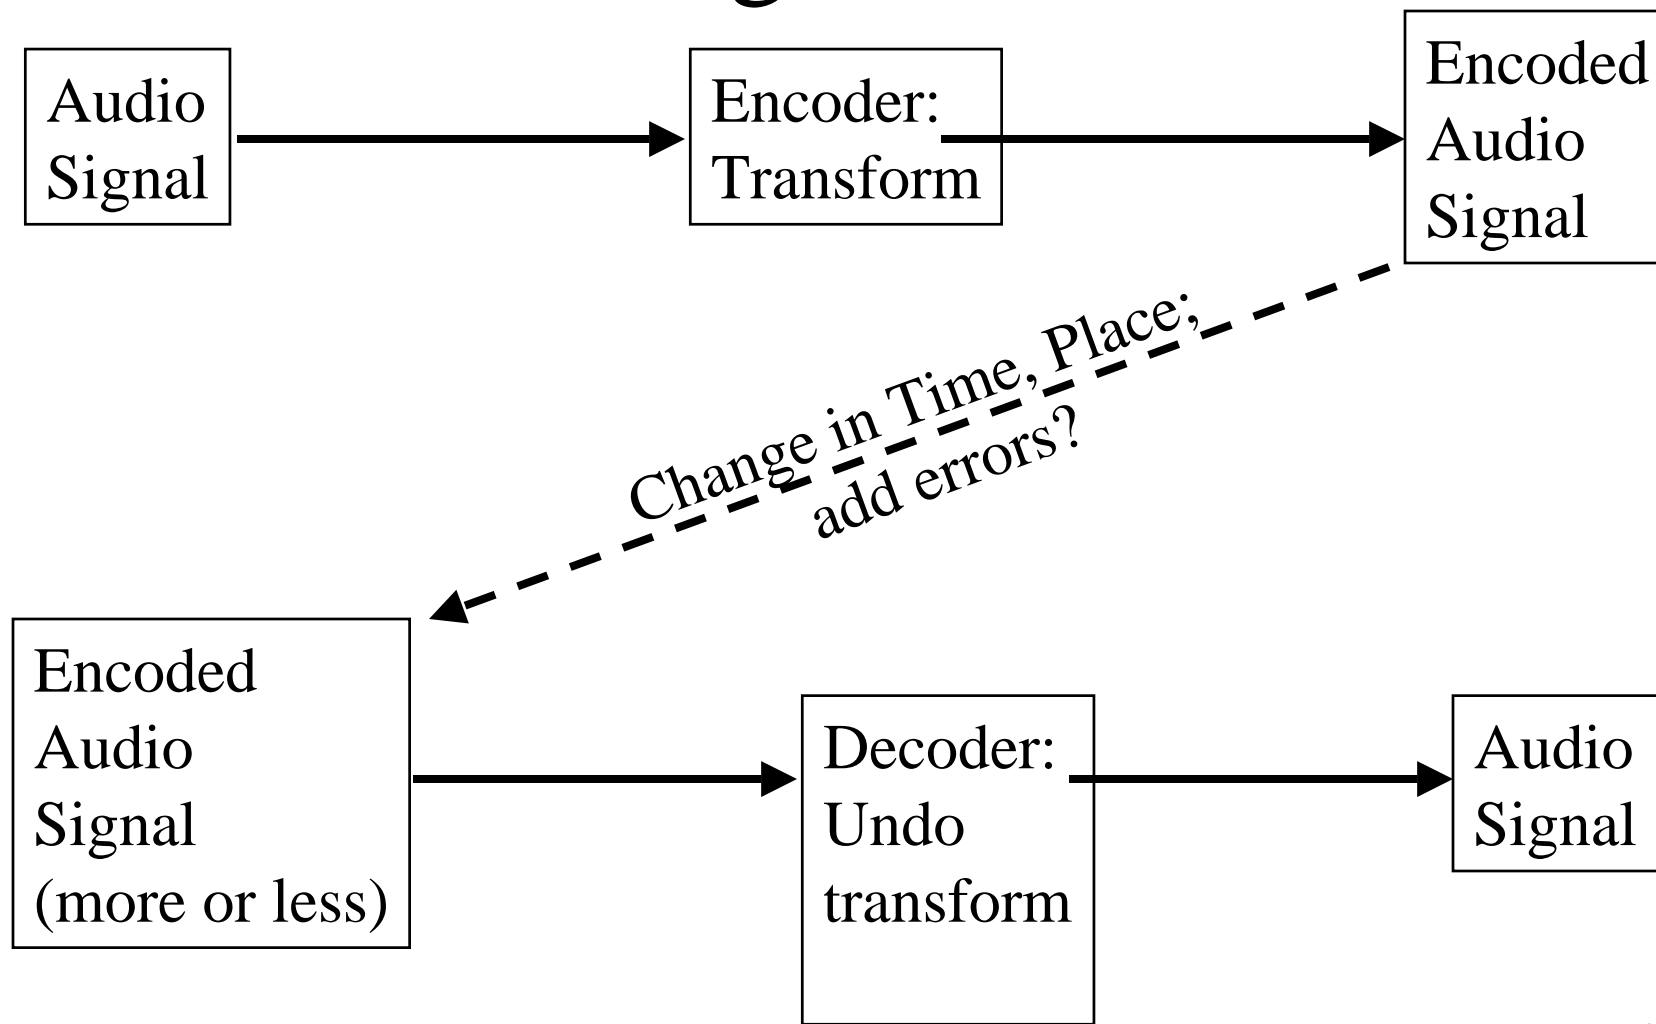 Audio
Signal
Encoder:
Transform
Encoded
Audio
Signal
Change in Time, Place;
add errors?
Encoded
Audio
Signal
(more or less)
Decoder:
Undo
transform
Audio
Signal